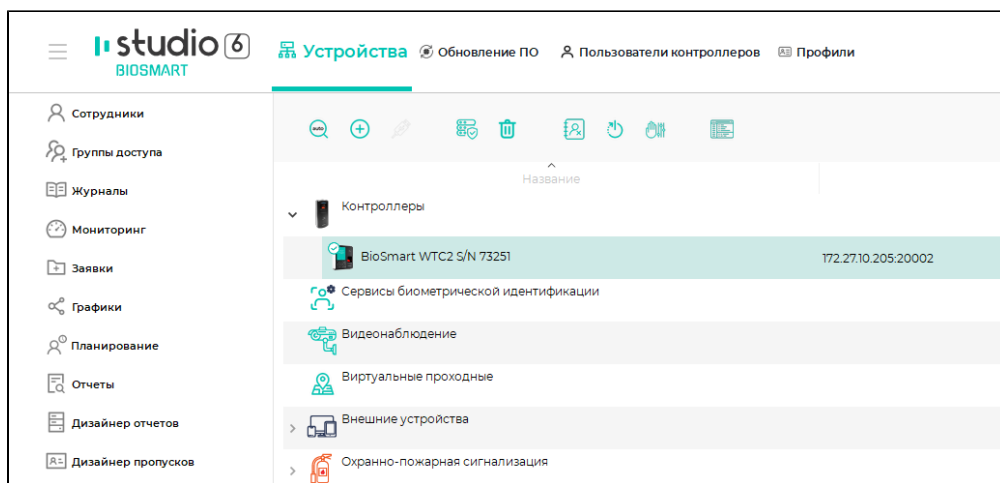 studio 6
BIOSMART
Устройства
Обновление ПО
Пользователи контроллеров
Профили
Сотрудники
Группы доступа
Журналы
Мониторинг
Заявки
Графики
Планирование
Отчеты
Дизайнер отчетов
Дизайнер пропусков
auto
Название
Контроллеры
BioSmart WTC2 S/N 73251 172.27.10.205:20002
Сервисы биометрической идентификации
Видеонаблюдение
Виртуальные проходные
Внешние устройства
Охранно-пожарная сигнализация